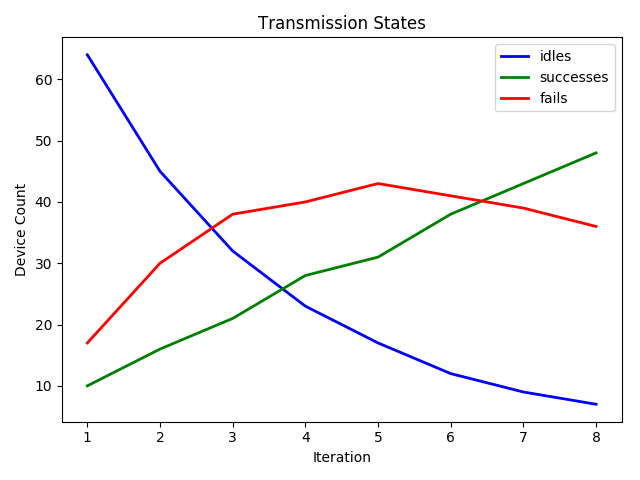 Transmission States
idles
successes
fails
60
50
40
30
20
10
Device Count
1 2 3 4 5 6 7 8
Iteration